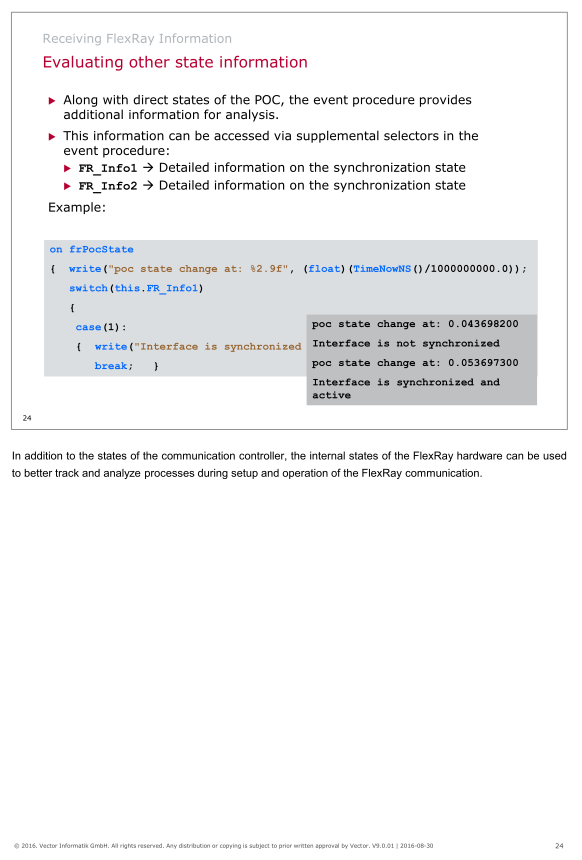 Receiving FlexRay Information
Evaluating other state information
Along with direct states of the POC, the event procedure provides
additional information for analysis.
This information can be accessed via supplemental selectors in the
event procedure:
FR_Info1 → Detailed information on the synchronization state
FR_Info2 → Detailed information on the synchronization state
Example:
on frPocState
{ write("poc state change at: %2.9f", (float)(TimeNowNS()/1000000000.0));
switch(this.FR_Info1)
{
case(1):
{ write("Interface is synchronized
break; }
poc state change at: 0.043698200
Interface is not synchronized
poc state change at: 0.053697300
Interface is synchronized and
active
24
In addition to the states of the communication controller, the internal states of the FlexRay hardware can be used
to better track and analyze processes during setup and operation of the FlexRay communication.
© 2016. Vector Informatik GmbH. All rights reserved. Any distribution or copying is subject to prior written approval by Vector. V9.0.01 | 2016-08-30
24